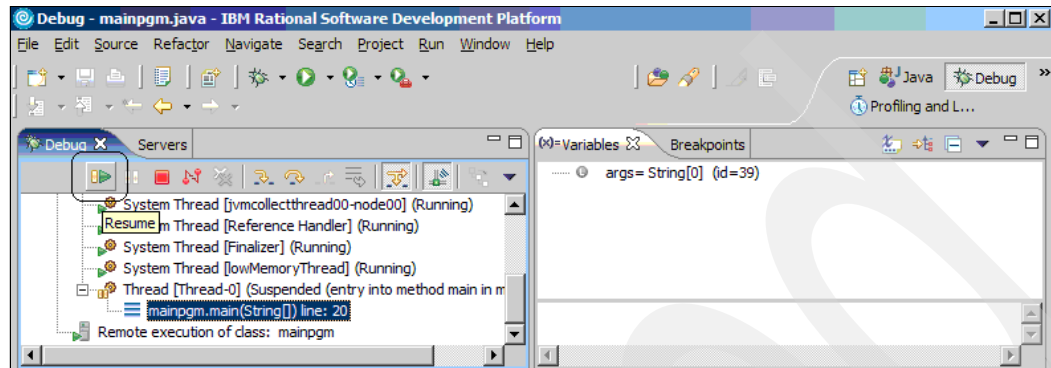 Debug - mainpgm.java - IBM Rational Software Development Platform
File Edit Source Refactor Navigate Search Project Run Window Help
Java Debug »
Profiling and L...
Debug Servers
(x)= Variables Breakpoints
args= String[0] (id=39)
System Thread [jvmcollectthread00-node00] (Running)
Resume m Thread [Reference Handler] (Running)
System Thread [Finalizer] (Running)
System Thread [lowMemoryThread] (Running)
Thread [Thread-0] (Suspended (entry into method main in m
mainpgm.main(String[]) line: 20
Remote execution of class: mainpgm